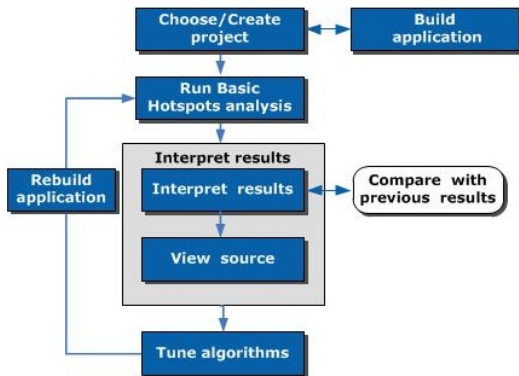 Choose/Create
project
Build
application
Run Basic
Hotspots analysis
Interpret results
Rebuild
application
Interpret results
Compare with
previous results
View source
Tune algorithms